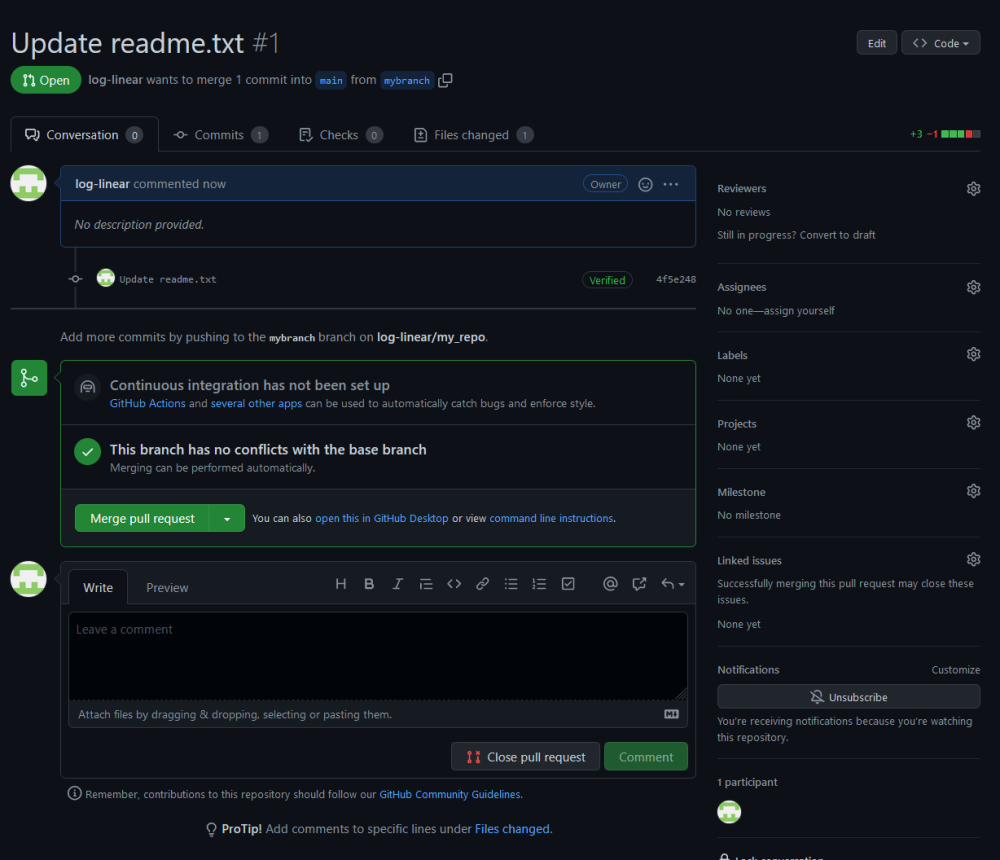 Update readme.txt #1
Edit
<> Code
Open
log-linear wants to merge 1 commit into main from mybranch
Conversation 0
Commits 1
Checks 0
Files changed 1
+3 −1
log-linear commented now
Owner
No description provided.
Update readme.txt
Verified
4f5e248
Add more commits by pushing to the mybranch branch on log-linear/my_repo.
Continuous integration has not been set up
GitHub Actions and several other apps can be used to automatically catch bugs and enforce style.
This branch has no conflicts with the base branch
Merging can be performed automatically.
Merge pull request
You can also open this in GitHub Desktop or view command line instructions.
Write
Preview
Leave a comment
Attach files by dragging & dropping, selecting or pasting them.
Close pull request
Comment
Remember, contributions to this repository should follow our GitHub Community Guidelines.
ProTip! Add comments to specific lines under Files changed.
Reviewers
No reviews
Still in progress? Convert to draft
Assignees
No one—assign yourself
Labels
None yet
Projects
None yet
Milestone
No milestone
Linked issues
Successfully merging this pull request may close these
issues.
None yet
Notifications
Customize
Unsubscribe
You're receiving notifications because you're watching
this repository.
1 participant
Lock conversation